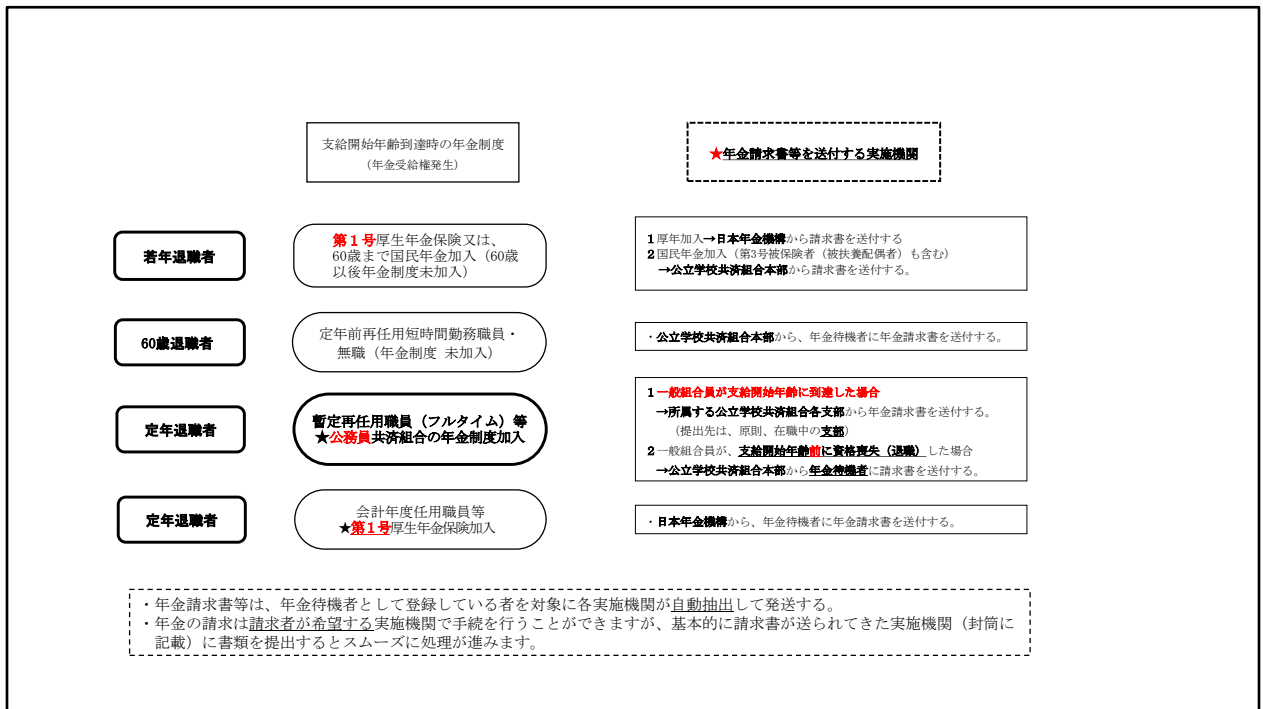 支給開始年齢到達時の年金制度
（年金受給権発生）
★年金請求書等を送付する実施機関
若年退職者
第１号厚生年金保険又は、
60歳まで国民年金加入（60歳
以後年金制度未加入）
1 厚年加入→日本年金機構から請求書を送付する
2 国民年金加入（第3号被保険者（被扶養配偶者）も含む）
→公立学校共済組合本部から請求書を送付する。
60歳退職者
定年前再任用短時間勤務職員・
無職（年金制度 未加入）
・公立学校共済組合本部から、年金待機者に年金請求書を送付する。
定年退職者
暫定再任用職員（フルタイム）等
★公務員共済組合の年金制度加入
1 一般組合員が支給開始年齢に到達した場合
→所属する公立学校共済組合各支部から年金請求書を送付する。
（提出先は、原則、在職中の支部）
2 一般組合員が、支給開始年齢前に資格喪失（退職）した場合
→公立学校共済組合本部から年金待機者に請求書を送付する。
定年退職者
会計年度任用職員等
★第１号厚生年金保険加入
・日本年金機構から、年金待機者に年金請求書を送付する。
・年金請求書等は、年金待機者として登録している者を対象に各実施機関が自動抽出して発送する。
・年金の請求は請求者が希望する実施機関で手続を行うことができますが、基本的に請求書が送られてきた実施機関（封筒に
記載）に書類を提出するとスムーズに処理が進みます。